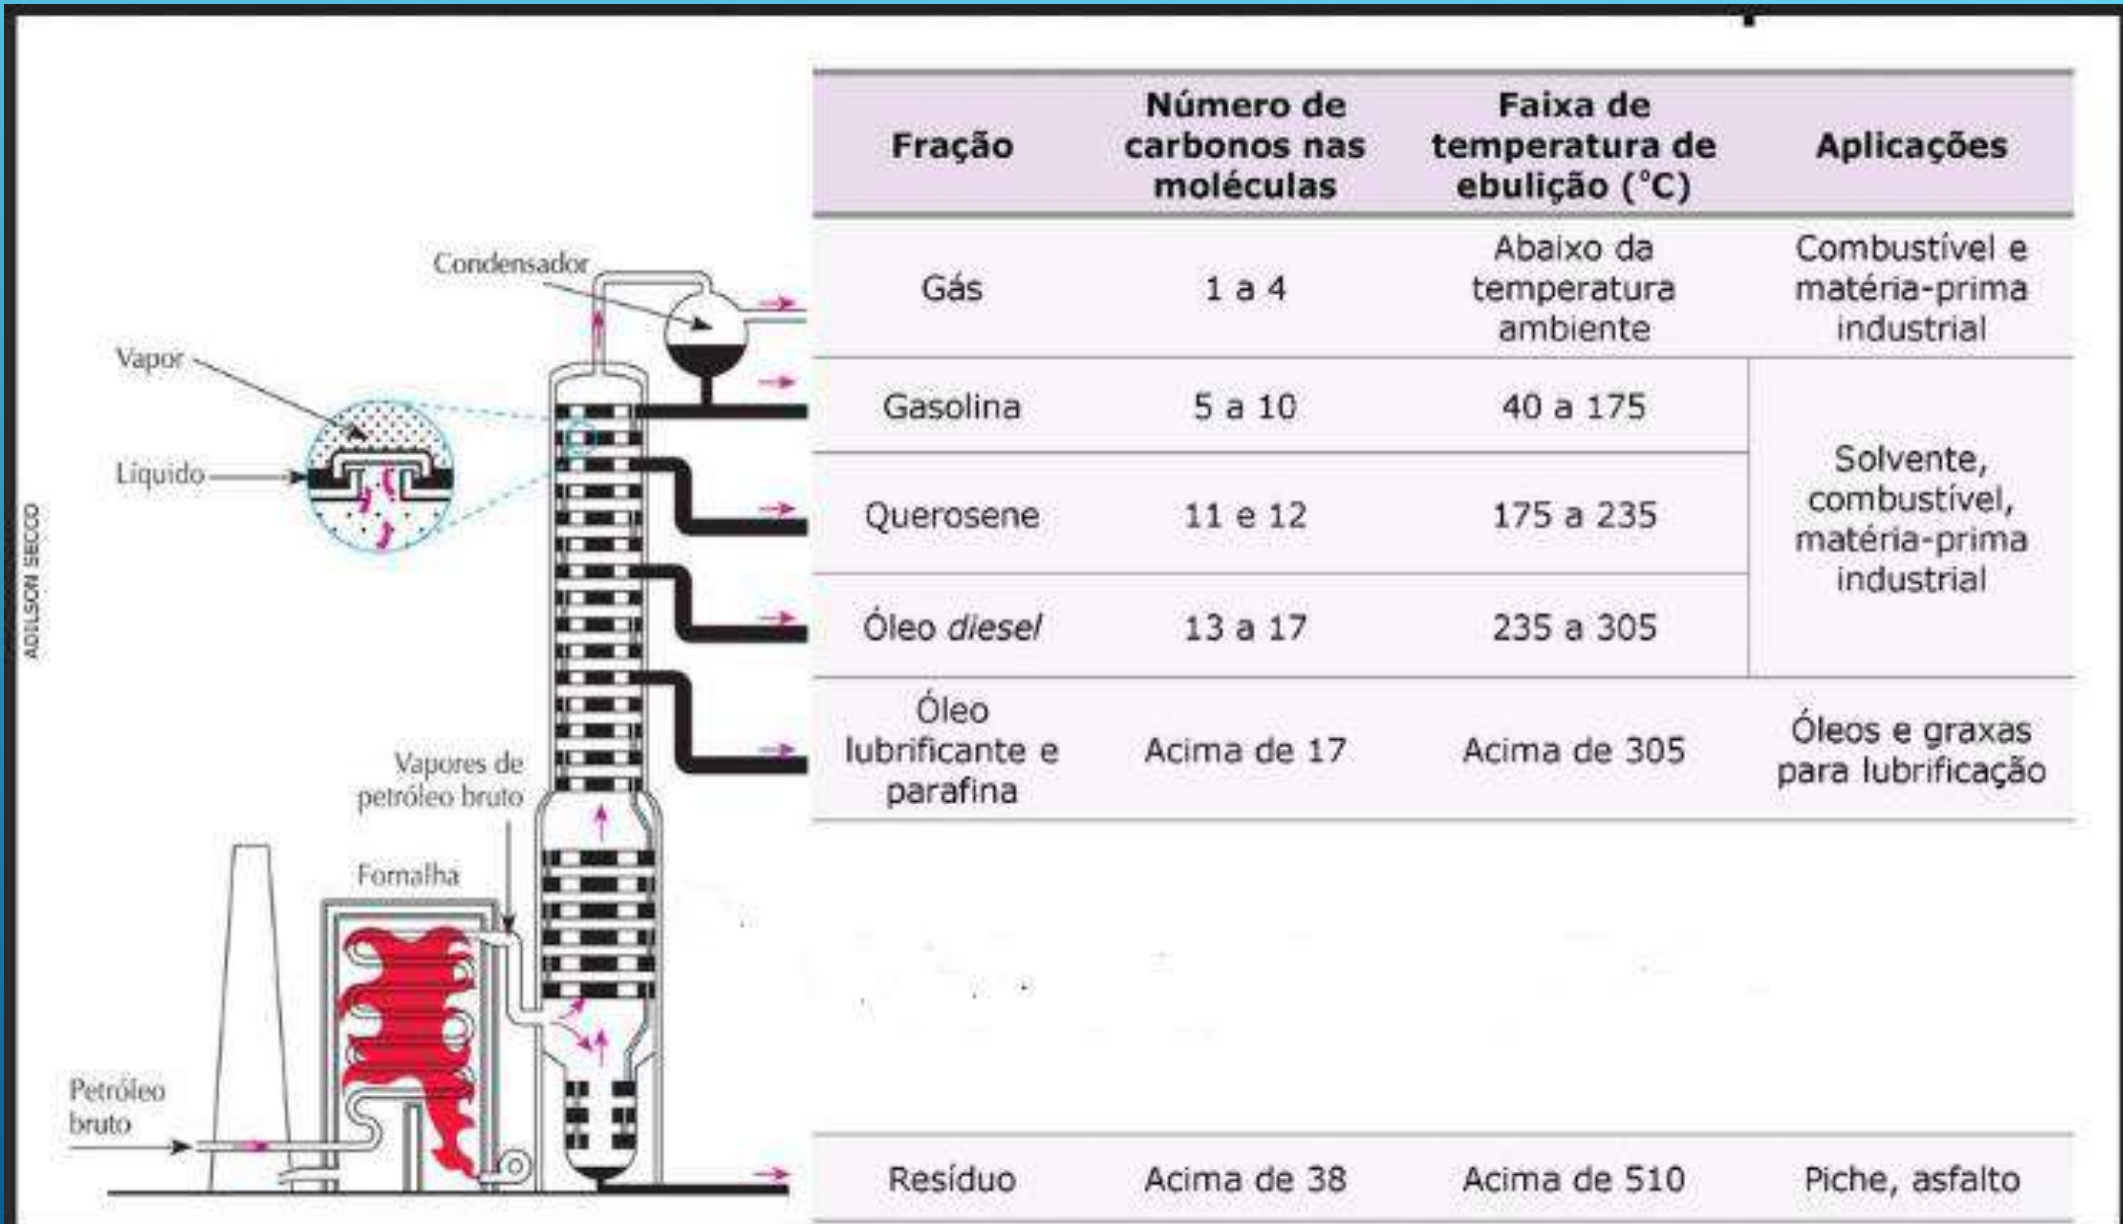 Fração
Número de
carbonos nas
moléculas
Faixa de
temperatura de
ebulição (°C)
Aplicações
Gás
1 a 4
Abaixo da
temperatura
ambiente
Combustível e
matéria-prima
industrial
Gasolina
5 a 10
40 a 175
Solvente,
combustível,
matéria-prima
industrial
Querosene
11 e 12
175 a 235
Óleo diesel
13 a 17
235 a 305
Óleo
lubrificante e
parafina
Acima de 17
Acima de 305
Óleos e graxas
para lubrificação
Resíduo
Acima de 38
Acima de 510
Piche, asfalto
Condensador
Vapor
Líquido
Vapores de
petróleo bruto
Fornalha
Petróleo
bruto
ADILSON SECCO